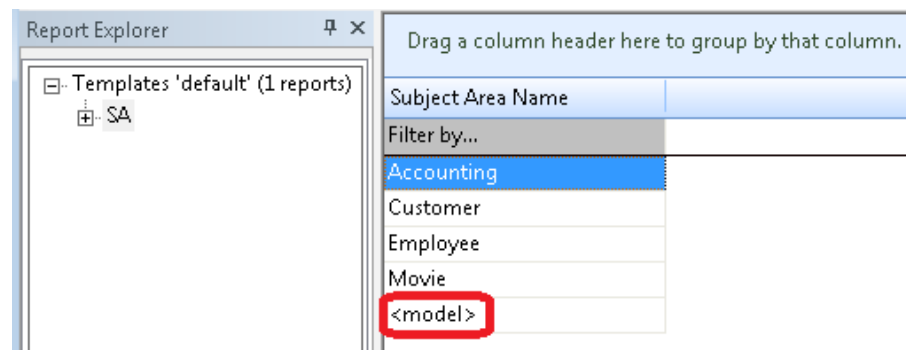 Report Explorer
Templates 'default' (1 reports)
SA
Drag a column header here to group by that column.
Subject Area Name
Filter by...
Accounting
Customer
Employee
Movie
<model>